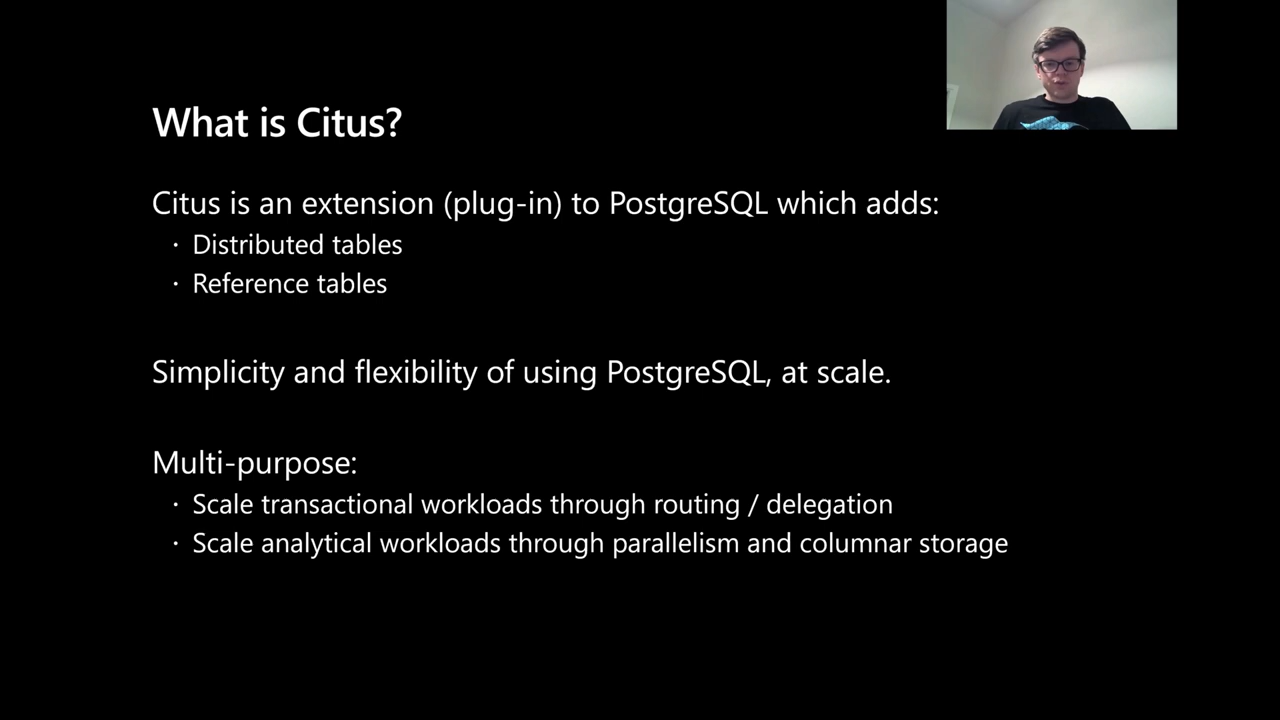 What is Citus?
Citus is an extension (plug-in) to PostgreSQL which adds:
· Distributed tables
· Reference tables
Simplicity and flexibility of using PostgreSQL, at scale.
Multi-purpose:
· Scale transactional workloads through routing / delegation
· Scale analytical workloads through parallelism and columnar storage